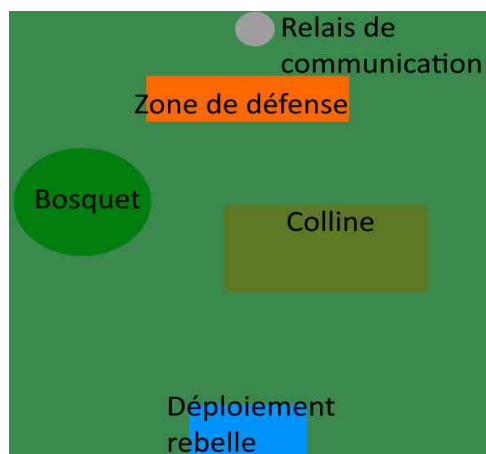 Relais de
communication
Zone de défense
Bosquet
Colline
Déploiement
rebelle